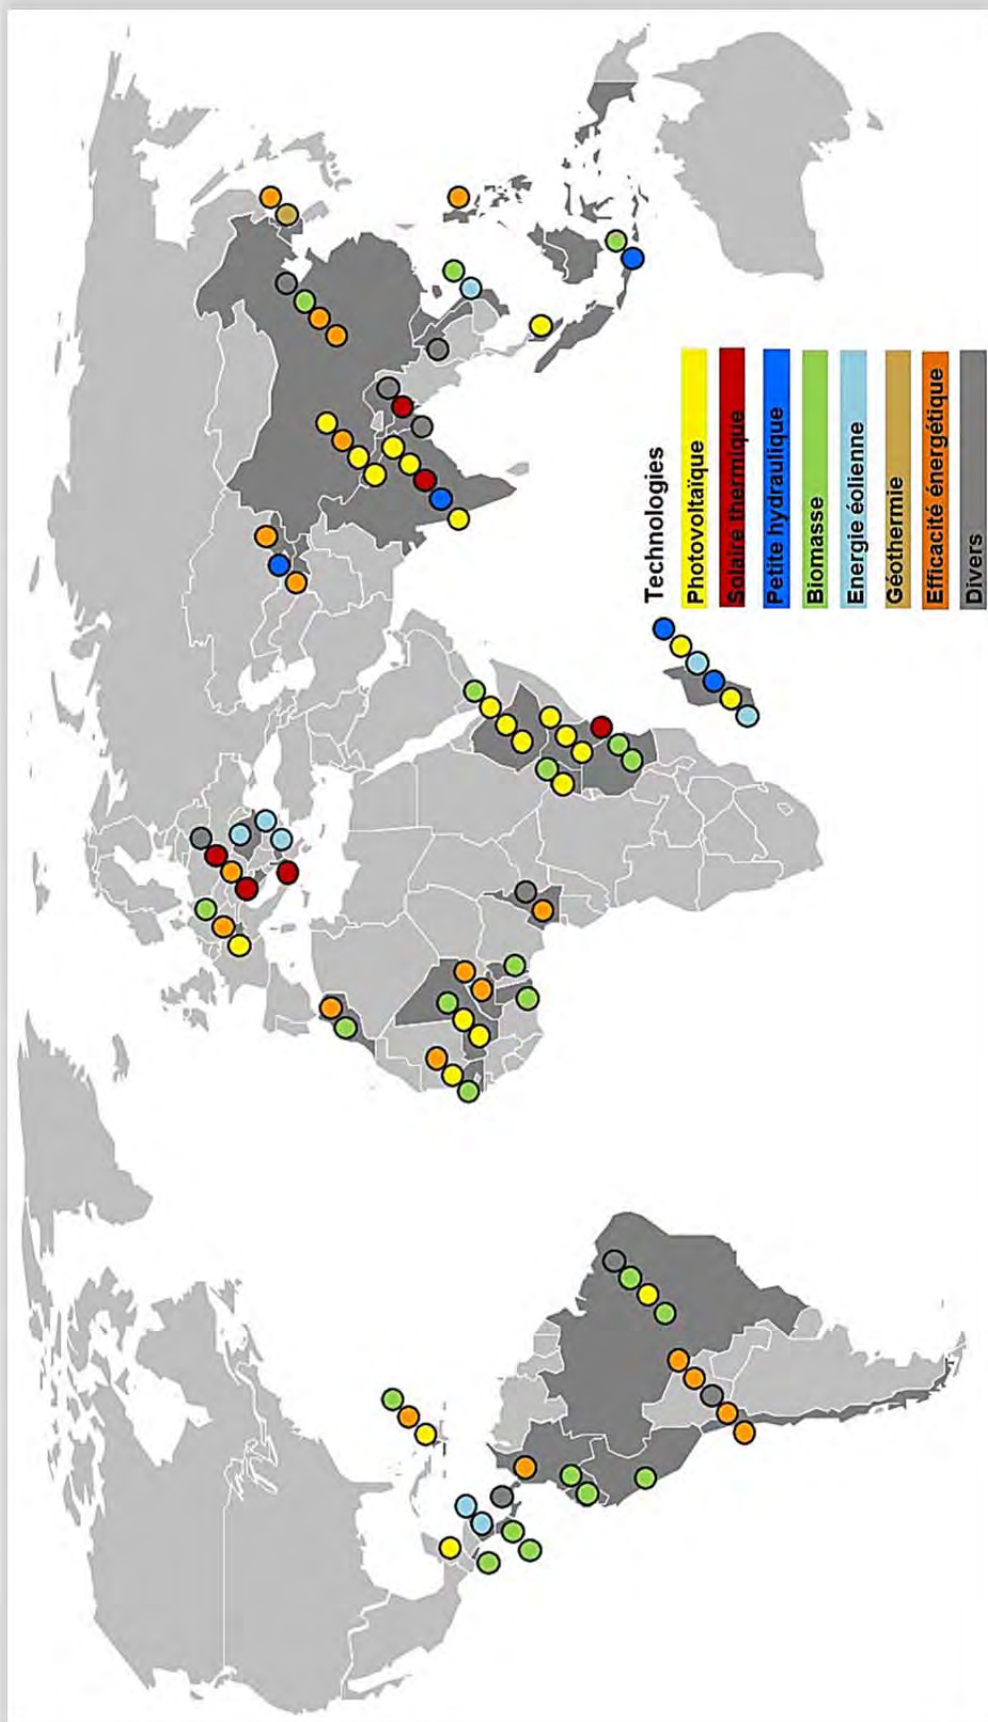 Technologies
Photovoltaïque
Solaire thermique
Petite hydraulique
Biomasse
Energie éolienne
Géothermie
Efficacité énergétique
Divers